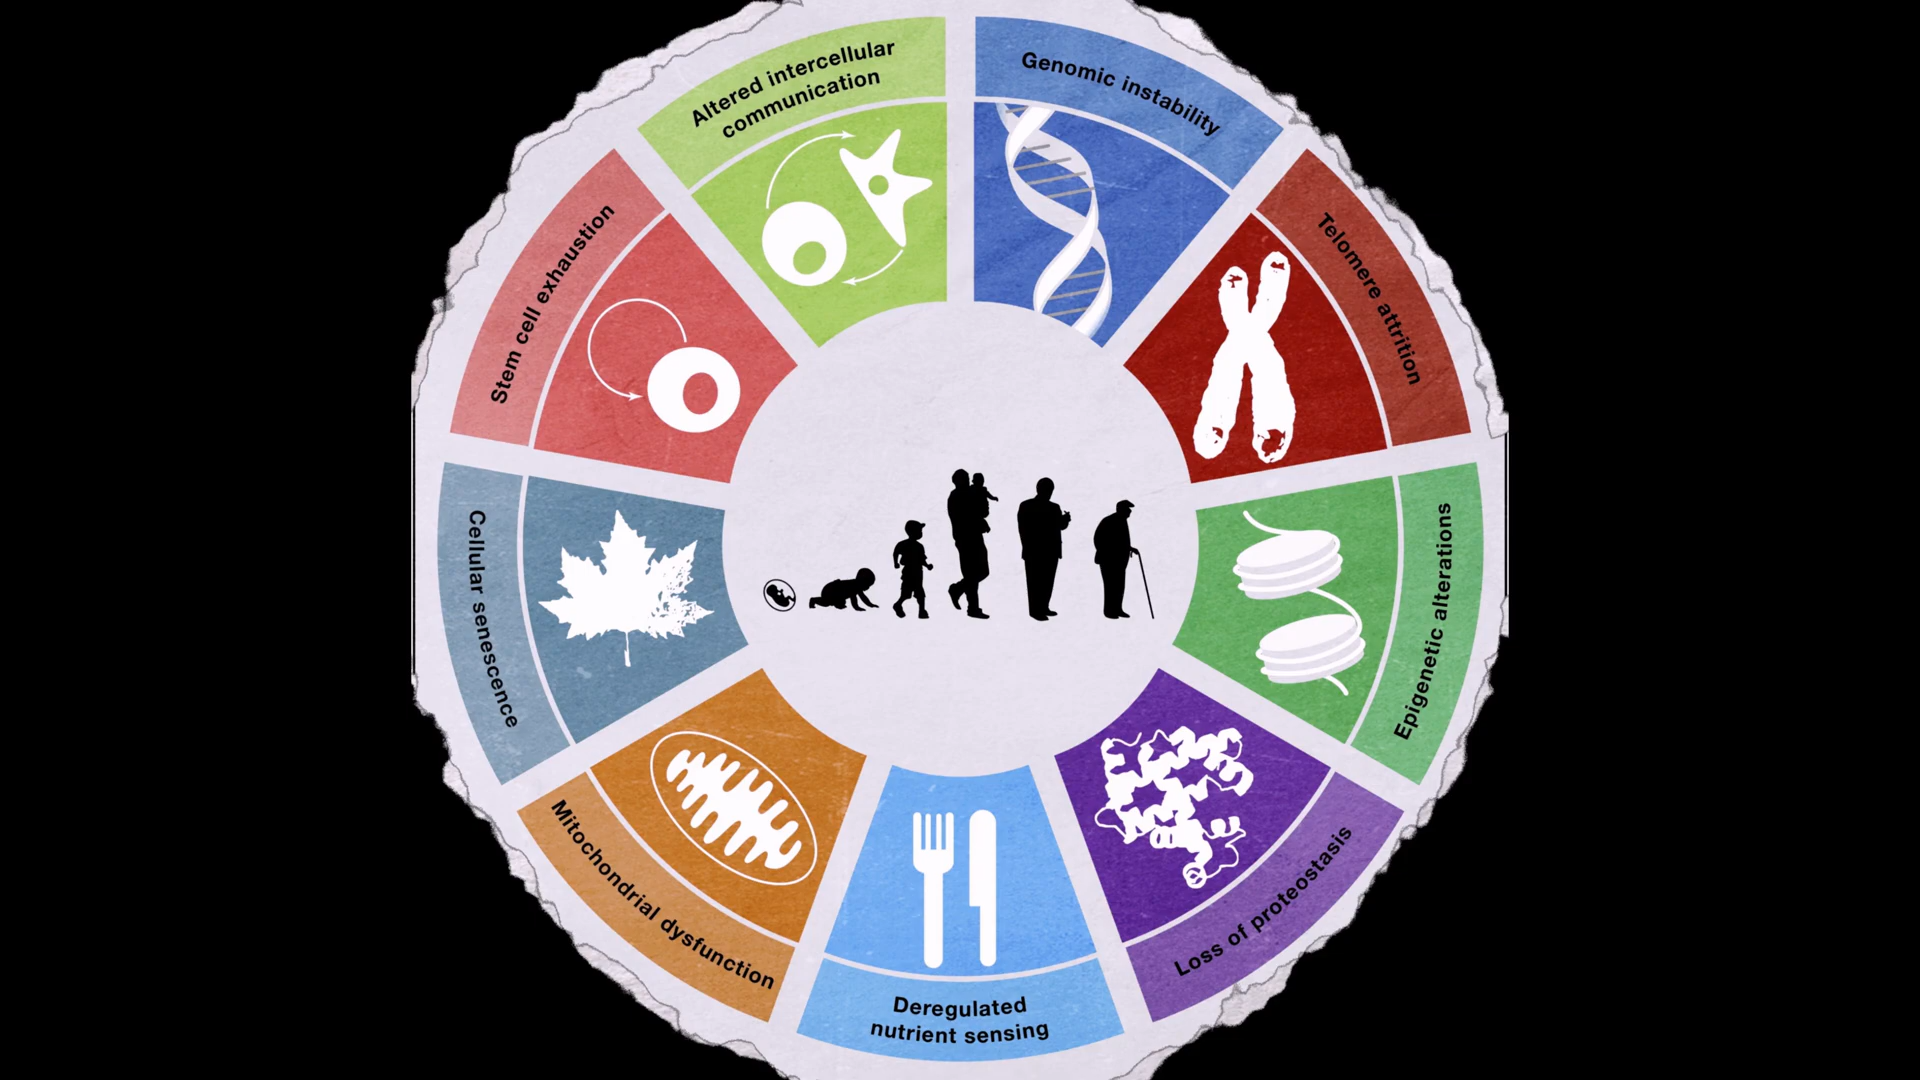 Altered intercellular
communication
Genomic instability
Telomere attrition
Epigenetic alterations
Loss of proteostasis
Deregulated
nutrient sensing
Mitochondrial dysfunction
Cellular senescence
Stem cell exhaustion